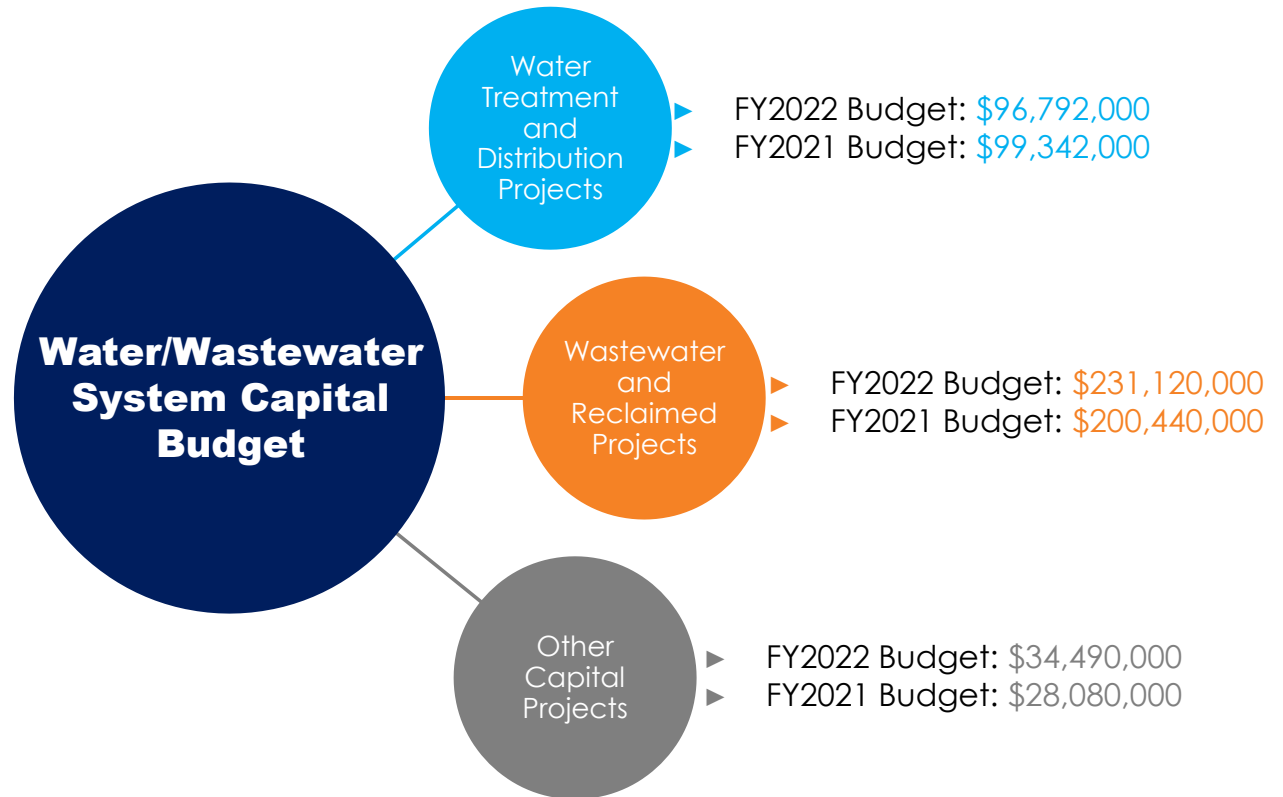 Water
Treatment
and
Distribution
Projects
► FY2022 Budget: $96,792,000
► FY2021 Budget: $99,342,000
Water/Wastewater
System Capital
Budget
Wastewater
and
Reclaimed
Projects
► FY2022 Budget: $231,120,000
► FY2021 Budget: $200,440,000
Other
Capital
Projects
► FY2022 Budget: $34,490,000
► FY2021 Budget: $28,080,000